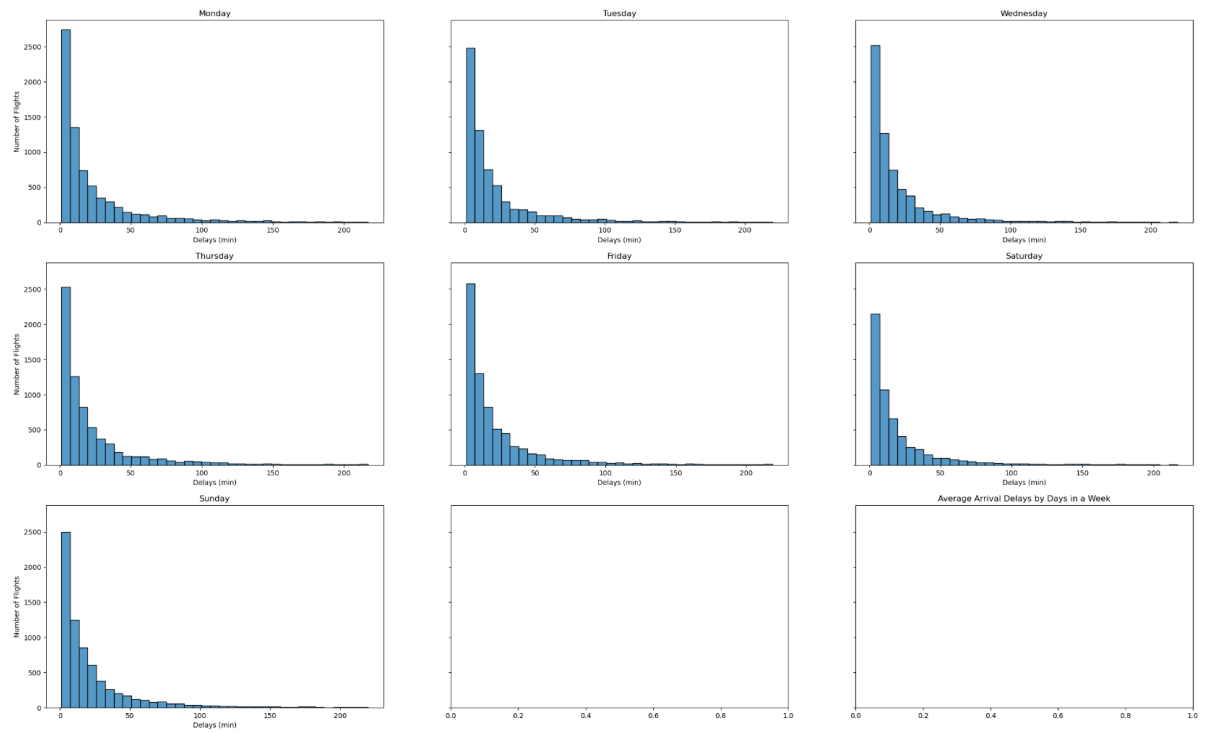 Monday
Tuesday
Wednesday
2500
2000
1500
1000
500
0
Number of Flights
0 50 100 150 200
0 50 100 150 200
0 50 100 150 200
Delays (min)
Delays (min)
Delays (min)
Thursday
Friday
Saturday
2500
2000
1500
1000
500
0
Number of Flights
0 50 100 150 200
0 50 100 150 200
0 50 100 150 200
Delays (min)
Delays (min)
Delays (min)
Sunday
Average Arrival Delays by Days in a Week
2500
2000
1500
1000
500
0
Number of Flights
0 50 100 150 200
0.0 0.2 0.4 0.6 0.8 1.0
0.0 0.2 0.4 0.6 0.8 1.0
Delays (min)